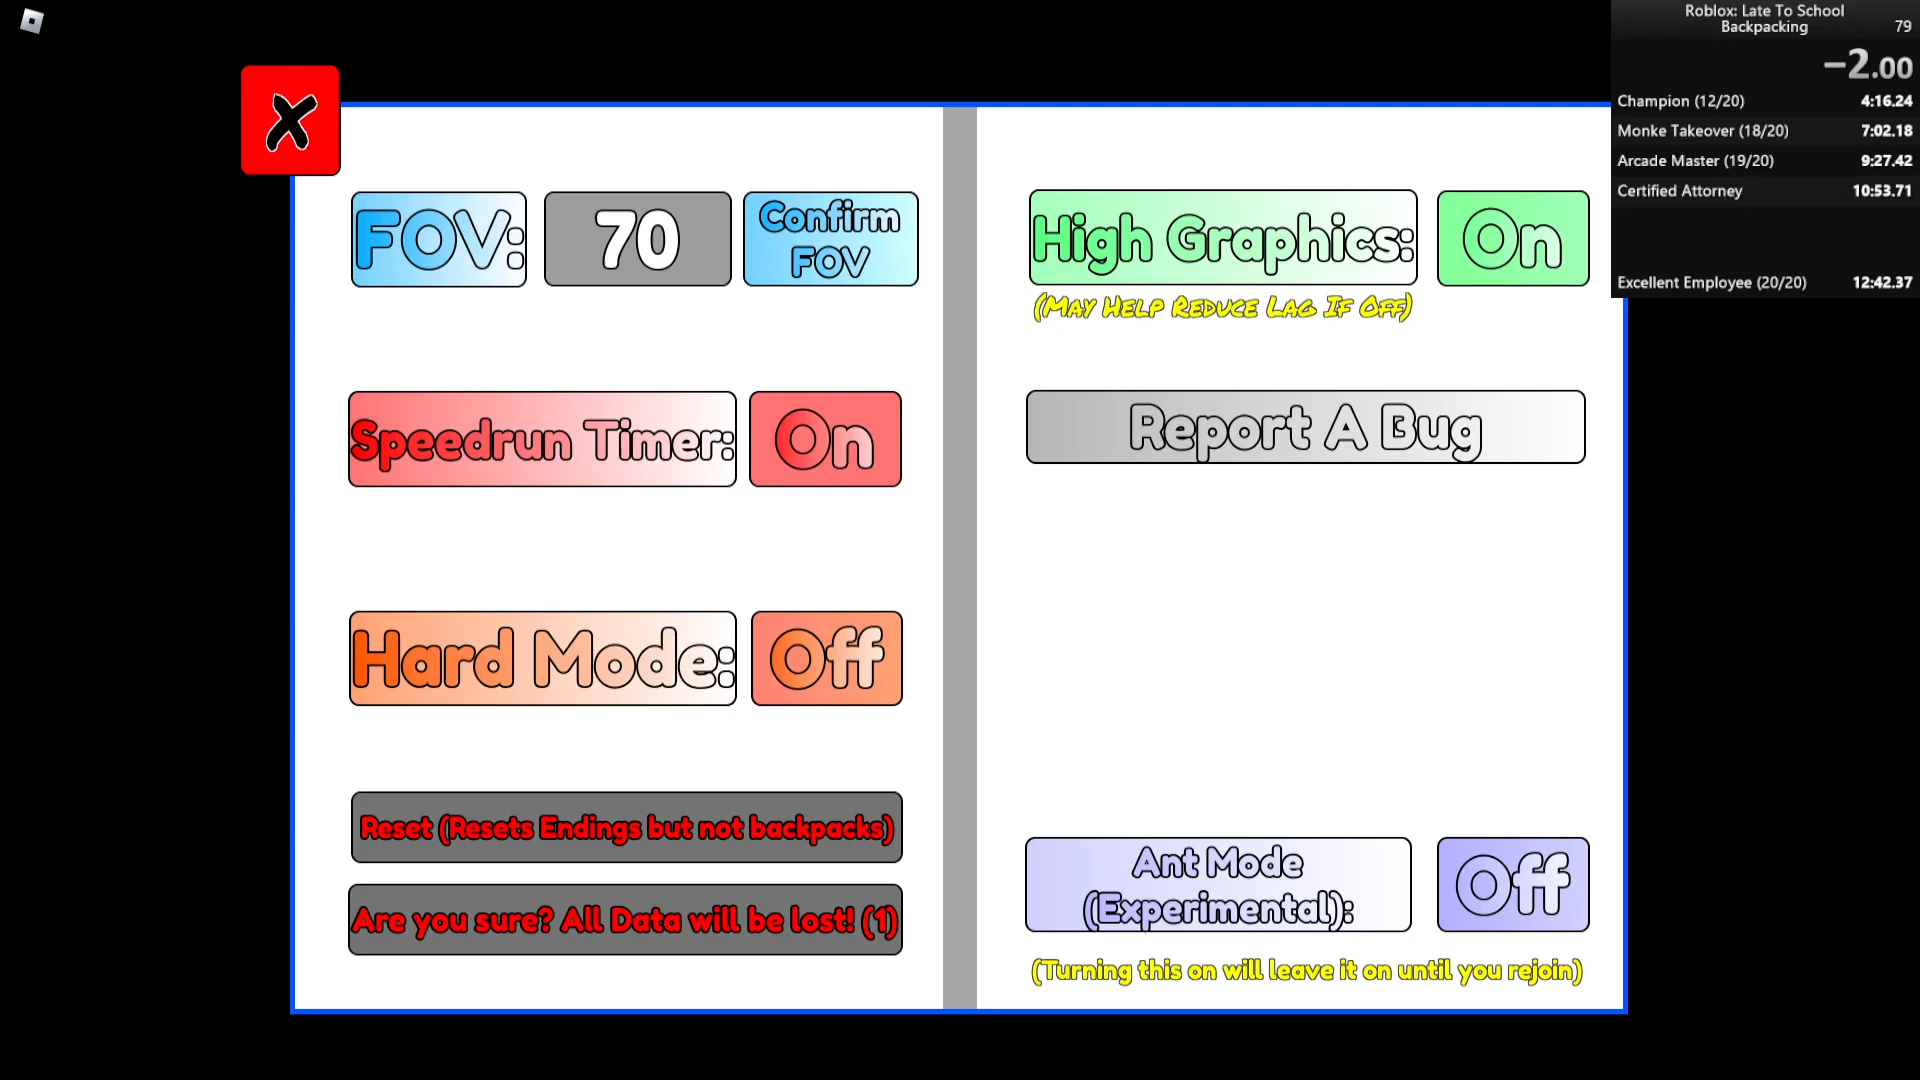 Roblox: Late To School
Backpacking 79
−2.00
Champion (12/20) 4:16.24
Monke Takeover (18/20) 7:02.18
Arcade Master (19/20) 9:27.42
Certified Attorney 10:53.71
Excellent Employee (20/20) 12:42.37
X
FOV: 70 Confirm FOV
Speedrun Timer: On
Hard Mode: Off
Reset (Resets Endings but not backpacks)
Are you sure? All Data will be lost! (1)
High Graphics: On
(May Help Reduce Lag If Off)
Report A Bug
Ant Mode
(Experimental): Off
(Turning this on will leave it on until you rejoin)